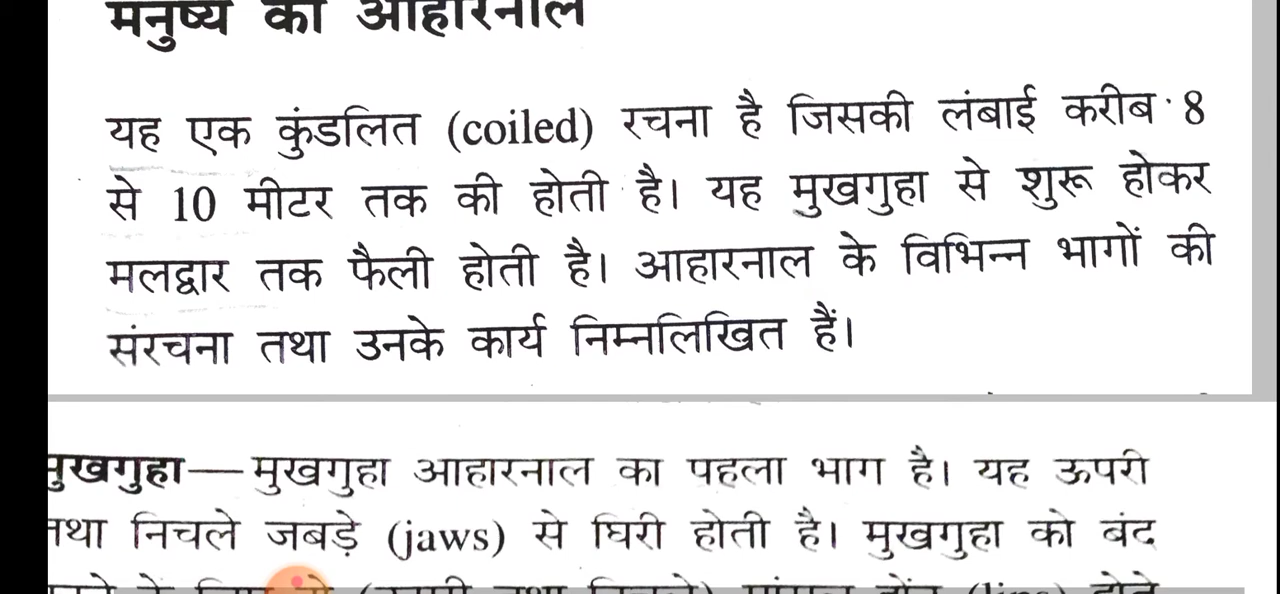 मनुष्य का आहारनाल
यह एक कुंडलित (coiled) रचना है जिसकी लंबाई करीब 8
से 10 मीटर तक की होती है। यह मुखगुहा से शुरू होकर
मलद्वार तक फैली होती है। आहारनाल के विभिन्न भागों की
संरचना तथा उनके कार्य निम्नलिखित हैं।
मुखगुहा—मुखगुहा आहारनाल का पहला भाग है। यह ऊपरी
तथा निचले जबड़े (jaws) से घिरी होती है। मुखगुहा को बंद